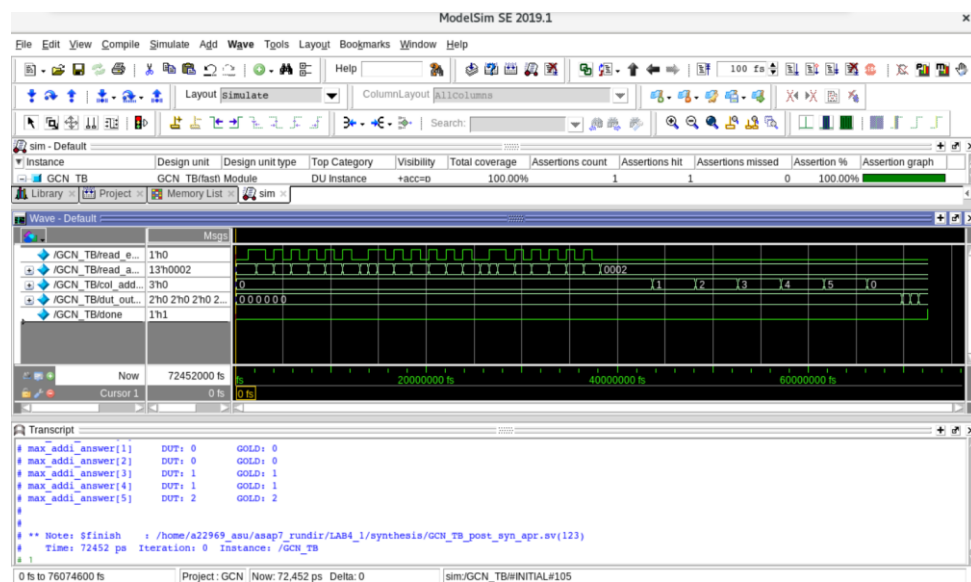 ModelSim SE 2019.1
File Edit View Compile Simulate Add Wave Tools Layout Bookmarks Window Help
Help 100 fs
Layout Simulate ColumnLayout AllColumns
Search:
sim - Default
Instance Design unit Design unit type Top Category Visibility Total coverage Assertions count Assertions hit Assertions missed Assertion % Assertion graph
GCN_TB GCN_TB(fast) Module DU Instance +acc=p 100.00% 1 1 0 100.00%
Library Project Memory List sim
Wave - Default
Msgs
/GCN_TB/read_e... 1'h0
/GCN_TB/read_a... 13'h0002 0002
/GCN_TB/col_add... 3'h0 0 1 2 3 4 5 0
/GCN_TB/dut_out... 2'h0 2'h0 2'h0 2... 0 0 0 0 0 0
/GCN_TB/done 1'h1
Now 72452000 fs fs 20000000 fs 40000000 fs 60000000 fs
Cursor 1 0 fs 0 fs
Transcript
# max_addi_answer[1] DUT: 0 GOLD: 0
# max_addi_answer[2] DUT: 0 GOLD: 0
# max_addi_answer[3] DUT: 1 GOLD: 1
# max_addi_answer[4] DUT: 1 GOLD: 1
# max_addi_answer[5] DUT: 2 GOLD: 2
#
#
# ** Note: $finish : /home/a22969_asu/asap7_rundir/LAB4_1/synthesis/GCN_TB_post_syn_apr.sv(123)
# Time: 72452 ps Iteration: 0 Instance: /GCN_TB
# 1
0 fs to 76074600 fs Project : GCN Now: 72,452 ps Delta: 0 sim:/GCN_TB/#INITIAL#105